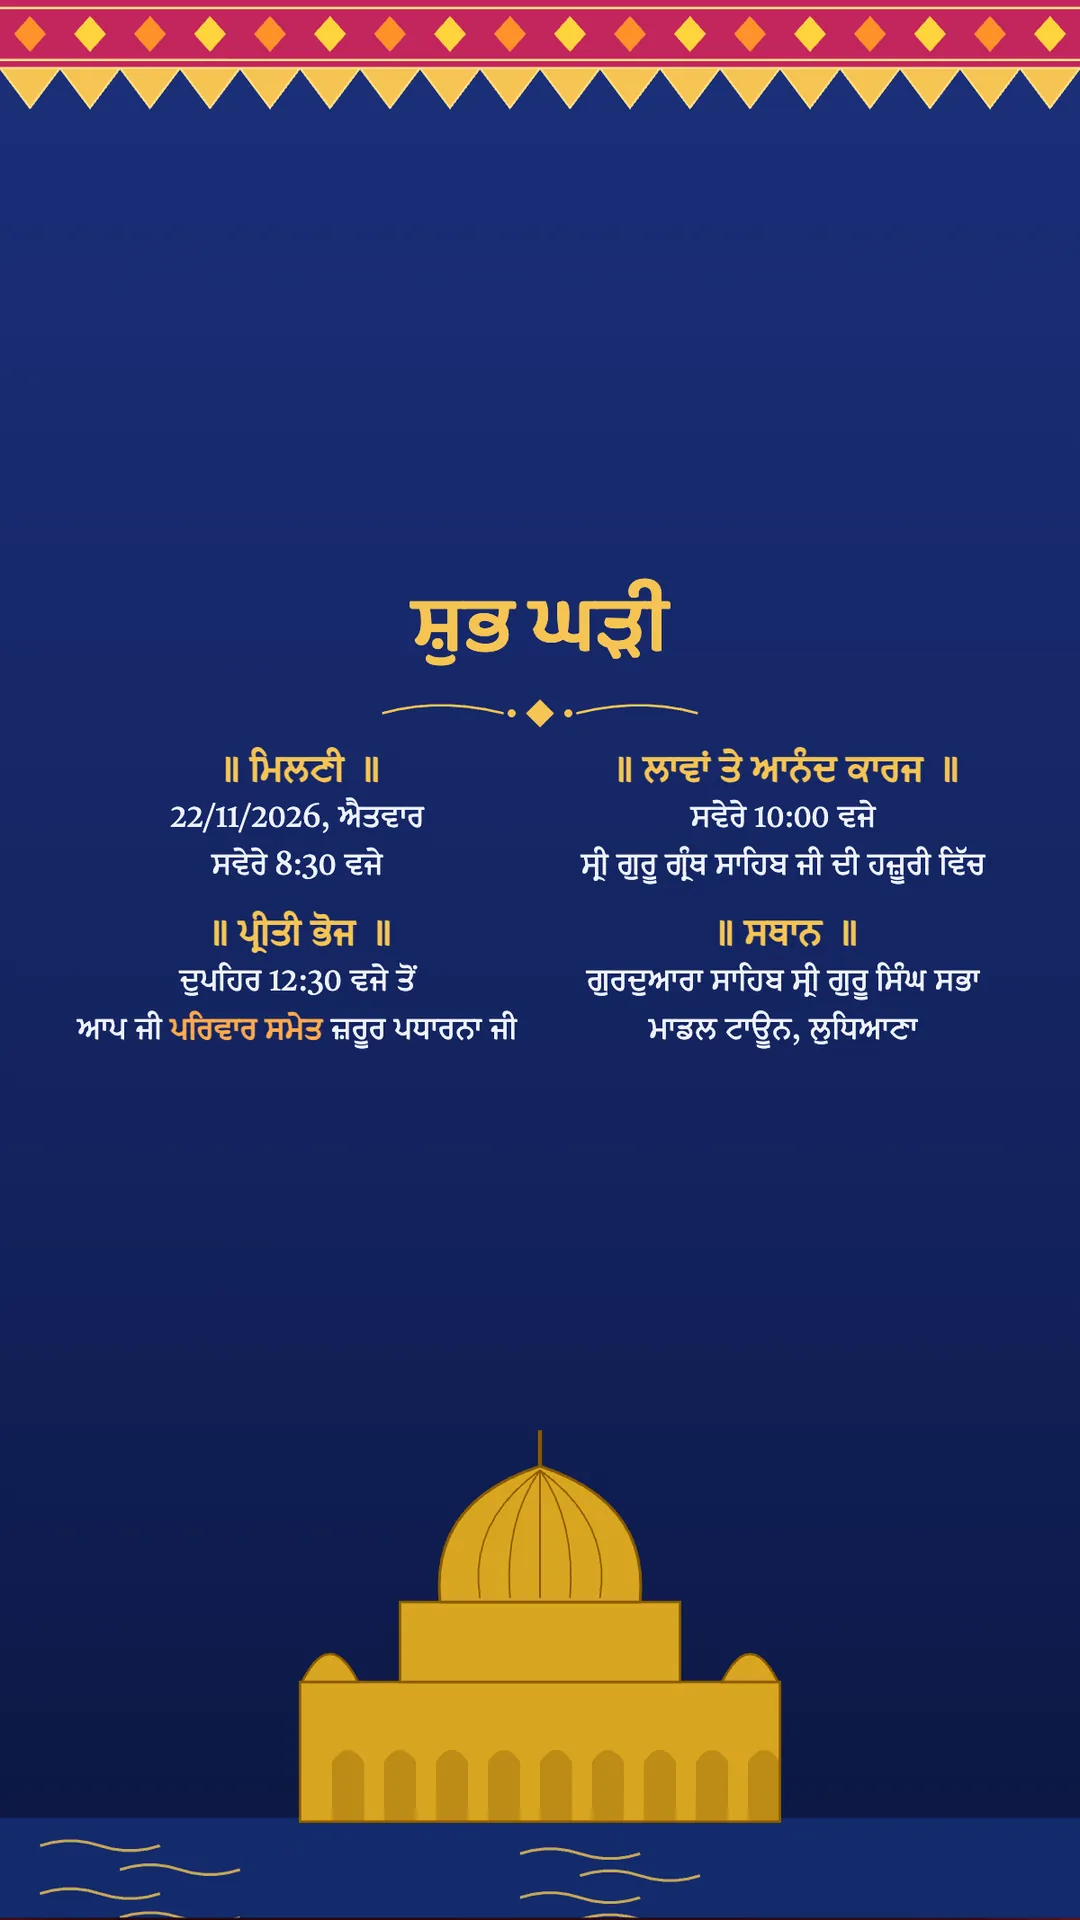 ਸ਼ੁਭ ਘੜੀ
॥ ਮਿਲਣੀ ॥
22/11/2026, ਐਤਵਾਰ
ਸਵੇਰੇ 8:30 ਵਜੇ
॥ ਲਾਵਾਂ ਤੇ ਆਨੰਦ ਕਾਰਜ ॥
ਸਵੇਰੇ 10:00 ਵਜੇ
ਸ੍ਰੀ ਗੁਰੂ ਗ੍ਰੰਥ ਸਾਹਿਬ ਜੀ ਦੀ ਹਜ਼ੂਰੀ ਵਿੱਚ
॥ ਪ੍ਰੀਤੀ ਭੋਜ ॥
ਦੁਪਹਿਰ 12:30 ਵਜੇ ਤੋਂ
ਆਪ ਜੀ ਪਰਿਵਾਰ ਸਮੇਤ ਜ਼ਰੂਰ ਪਧਾਰਨਾ ਜੀ
॥ ਸਥਾਨ ॥
ਗੁਰਦੁਆਰਾ ਸਾਹਿਬ ਸ੍ਰੀ ਗੁਰੂ ਸਿੰਘ ਸਭਾ
ਮਾਡਲ ਟਾਊਨ, ਲੁਧਿਆਣਾ